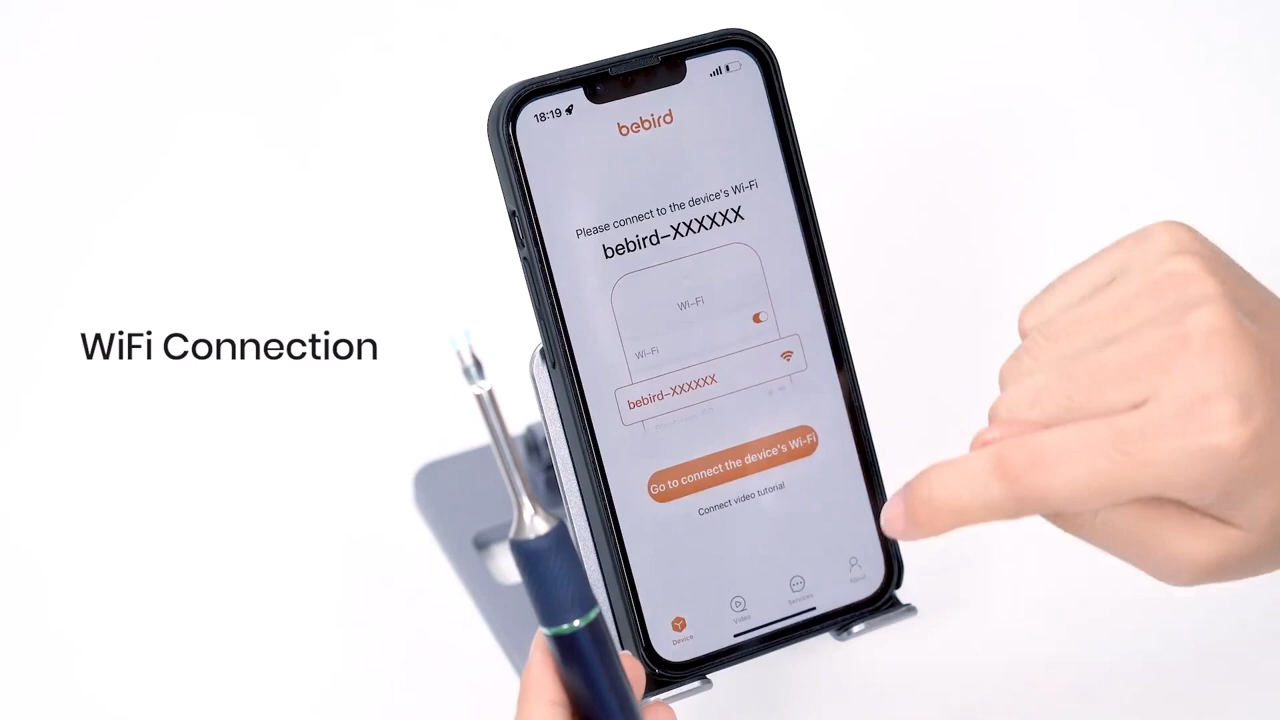 WiFi Connection
18:19
bebird
Please connect to the device's Wi-Fi
bebird-XXXXXX
Wi-Fi
Wi-Fi
bebird-XXXXXX
Go to connect the device's Wi-Fi
Connect video tutorial
Device
Video
Services